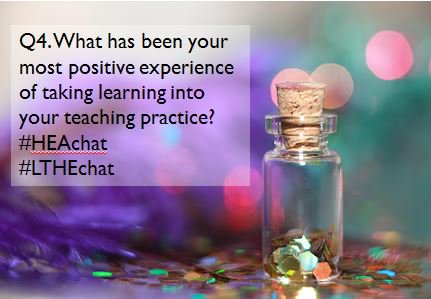 Q4. What has been your
most positive experience
of taking learning into
your teaching practice?
#HEAchat
#LTHEchat